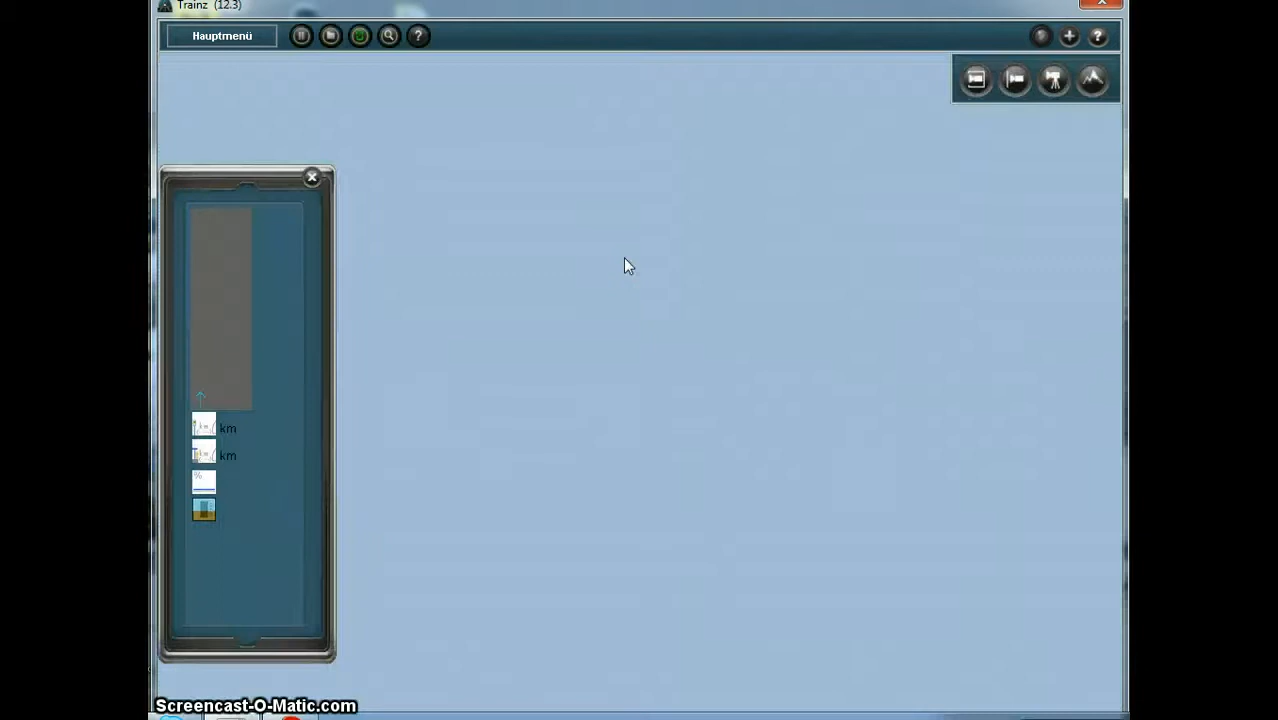 Trainz (12.3)
Hauptmenü
km
km
%
Screencast-O-Matic.com